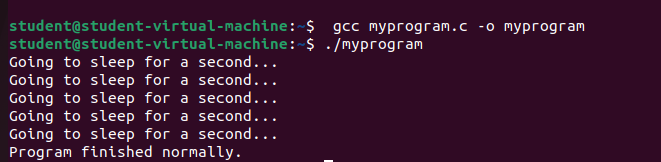 student@student-virtual-machine:~$  gcc myprogram.c -o myprogram
student@student-virtual-machine:~$ ./myprogram
Going to sleep for a second...
Going to sleep for a second...
Going to sleep for a second...
Going to sleep for a second...
Going to sleep for a second...
Program finished normally.